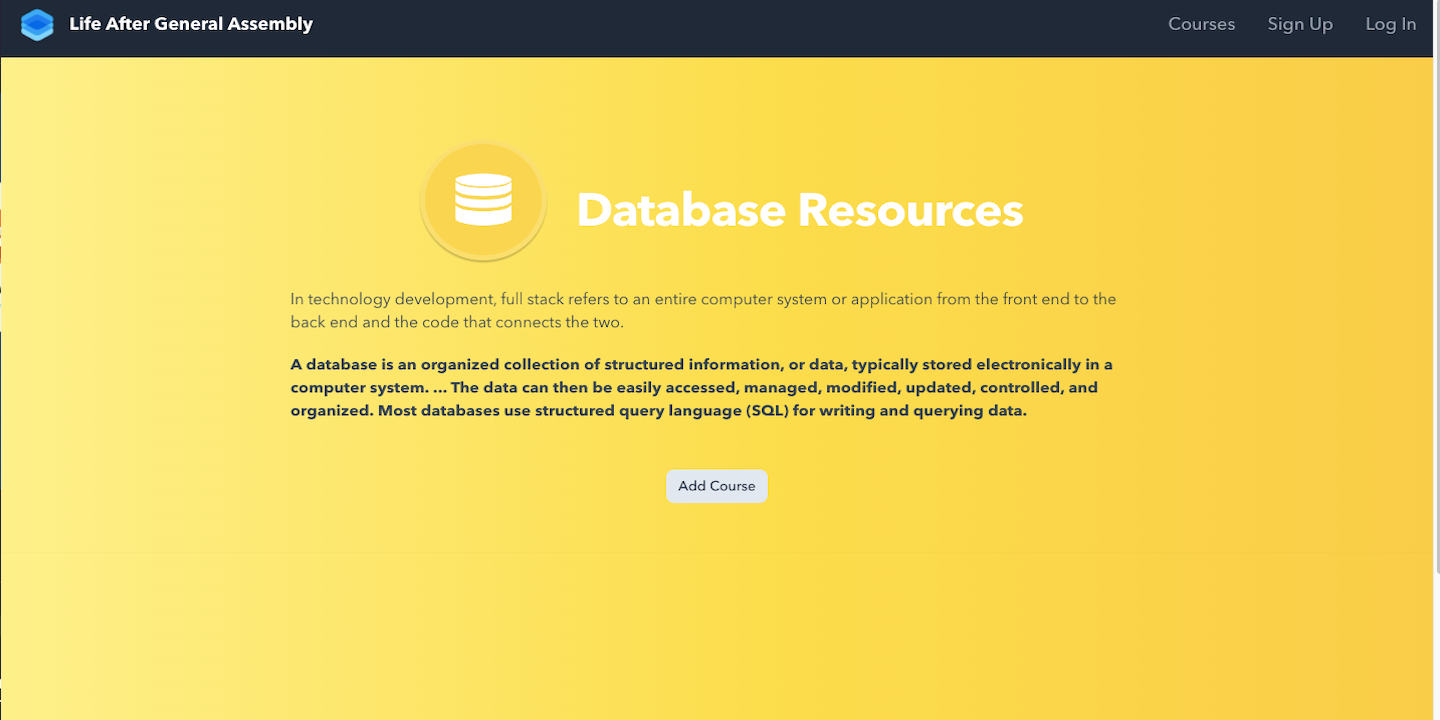 Life After General Assembly
Courses
Sign Up
Log In
Database Resources
In technology development, full stack refers to an entire computer system or application from the front end to the
back end and the code that connects the two.
A database is an organized collection of structured information, or data, typically stored electronically in a
computer system. ... The data can then be easily accessed, managed, modified, updated, controlled, and
organized. Most databases use structured query language (SQL) for writing and querying data.
Add Course